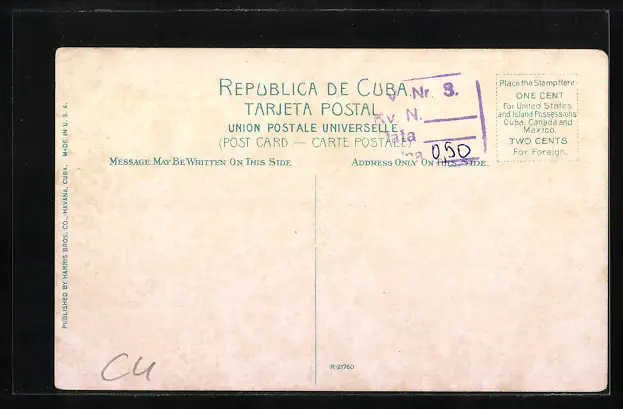 REPUBLICA DE CUBA.
TARJETA POSTAL
UNION POSTALE UNIVERSELLE
(POST CARD — CARTE POSTALE)
MESSAGE MAY BE WRITTEN ON THIS SIDE
ADDRESS ONLY ON THIS SIDE
Nr. 3.
N.
0,50
Place the Stamp Here
ONE CENT
For United States
and Island Possessions
Cuba, Canada and
Mexico.
TWO CENTS
For Foreign.
PUBLISHED BY HARRIS BROS. CO., HAVANA, CUBA. MADE IN U. S. A.
R-21760